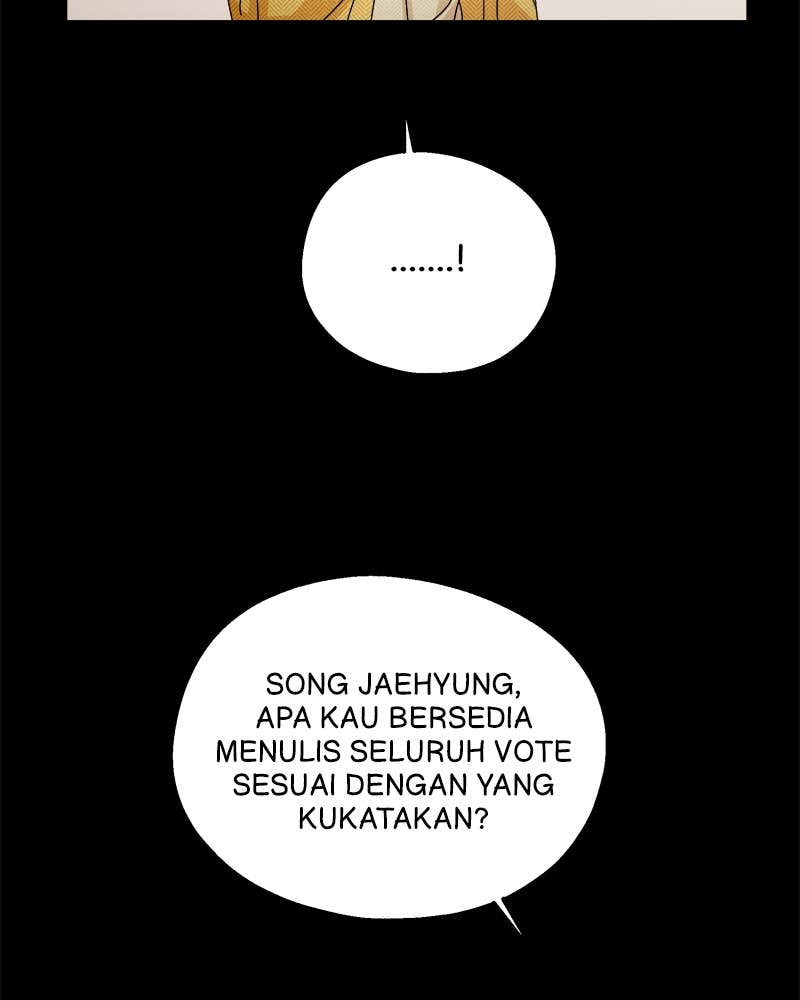 .......!
SONG JAEHYUNG,
APA KAU BERSEDIA
MENULIS SELURUH VOTE
SESUAI DENGAN YANG
KUKATAKAN?